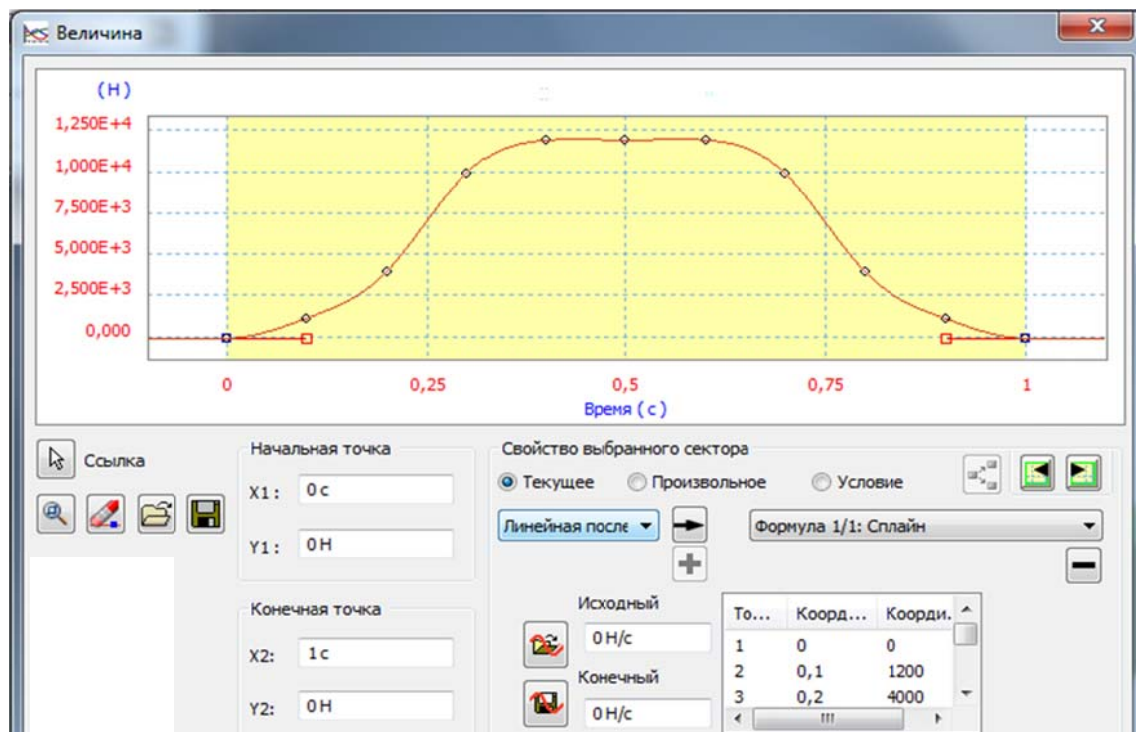 Величина
(Н)
1,250E+4
1,000E+4
7,500E+3
5,000E+3
2,500E+3
0,000
0 0,25 0,5 0,75 1
Время (с)
Ссылка
Начальная точка
X1: 0 с
Y1: 0 Н
Конечная точка
X2: 1 с
Y2: 0 Н
Свойство выбранного сектора
Текущее Произвольное Условие
Линейная после Формула 1/1: Сплайн
Исходный
0 Н/с
Конечный
0 Н/с
То... Коорд... Коорди.
1 0 0
2 0,1 1200
3 0,2 4000